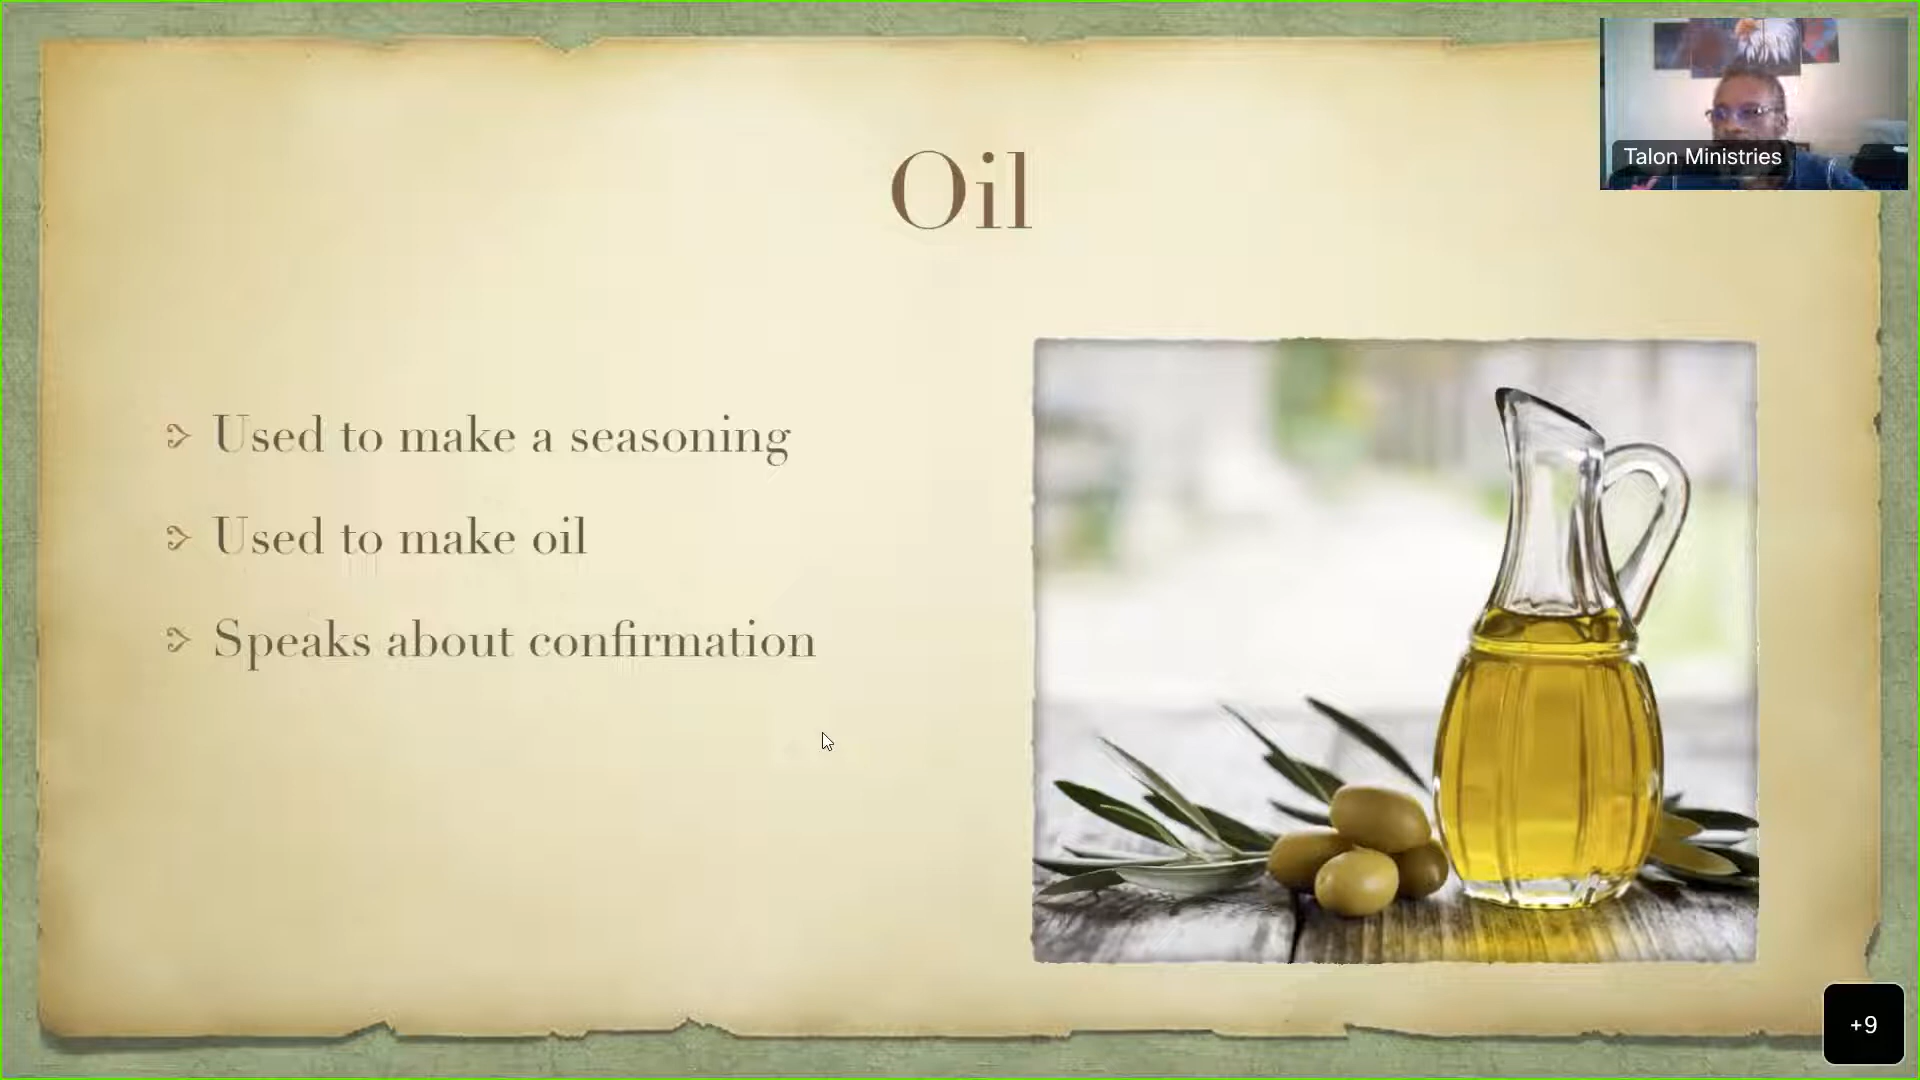 Oil
Used to make a seasoning
Used to make oil
Speaks about confirmation
Talon Ministries
+9